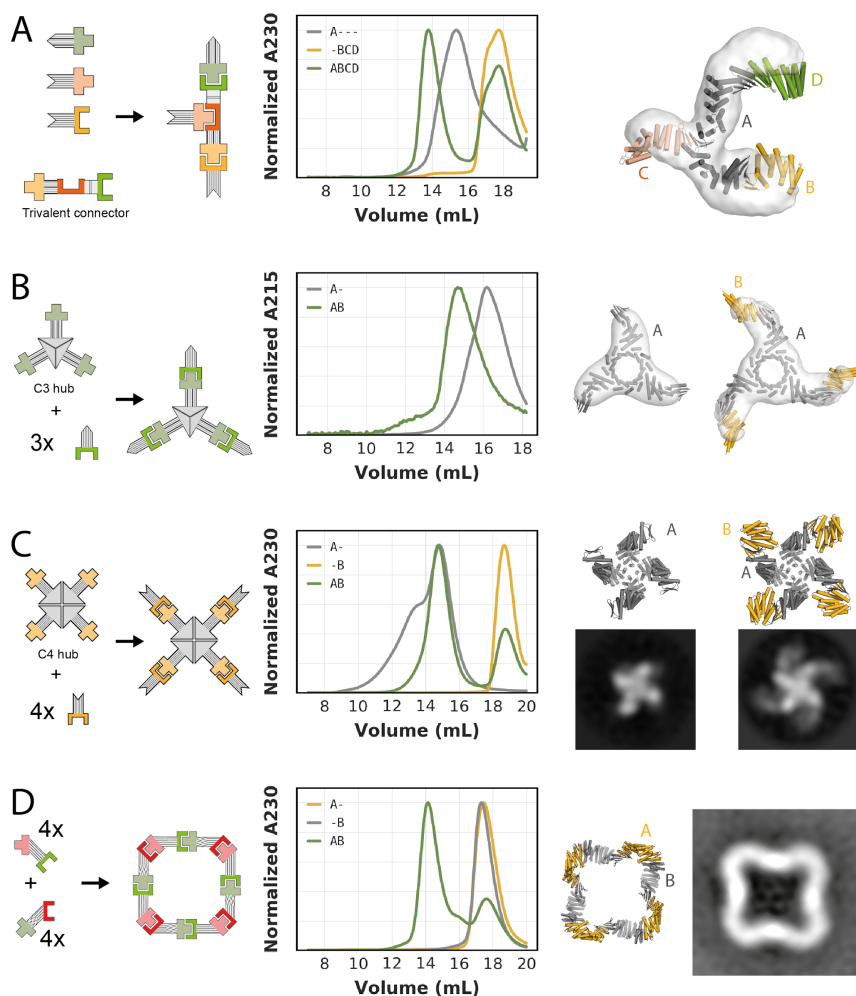 A
Trivalent connector
Normalized A230
A---
-BCD
ABCD
8 10 12 14 16 18
Volume (mL)
D
A
C
B
B
C3 hub
+
3x
Normalized A215
A-
AB
8 10 12 14 16 18
Volume (mL)
A
B
A
C
C4 hub
+
4x
Normalized A230
A-
-B
AB
8 10 12 14 16 18 20
Volume (mL)
A
B
A
D
4x
+
4x
Normalized A230
A-
-B
AB
8 10 12 14 16 18 20
Volume (mL)
A
B